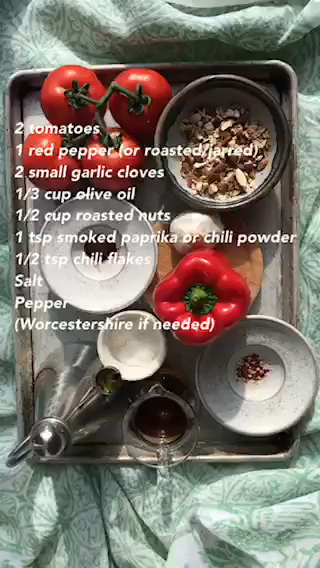 2 tomatoes
1 red pepper (or roasted/jarred)
2 small garlic cloves
1/3 cup olive oil
1/2 cup roasted nuts
1 tsp smoked paprika or chili powder
1/2 tsp chili flakes
Salt
Pepper
(Worcestershire if needed)